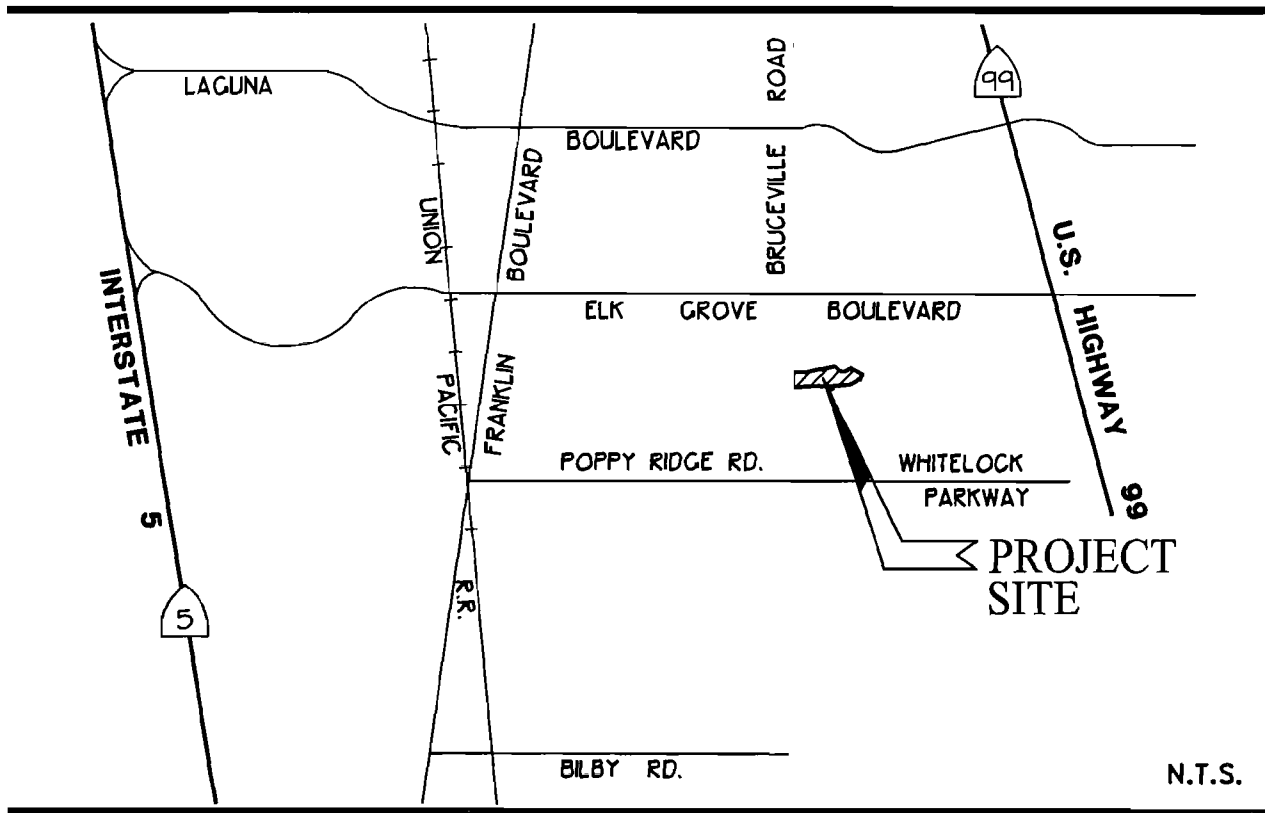 LAGUNA
BOULEVARD
BRUCEVILLE ROAD
99
UNION PACIFIC R.R.
FRANKLIN BOULEVARD
INTERSTATE 5
5
ELK GROVE BOULEVARD
U.S. HIGHWAY 99
POPPY RIDGE RD.
WHITELOCK
PARKWAY
PROJECT
SITE
BILBY RD.
N.T.S.